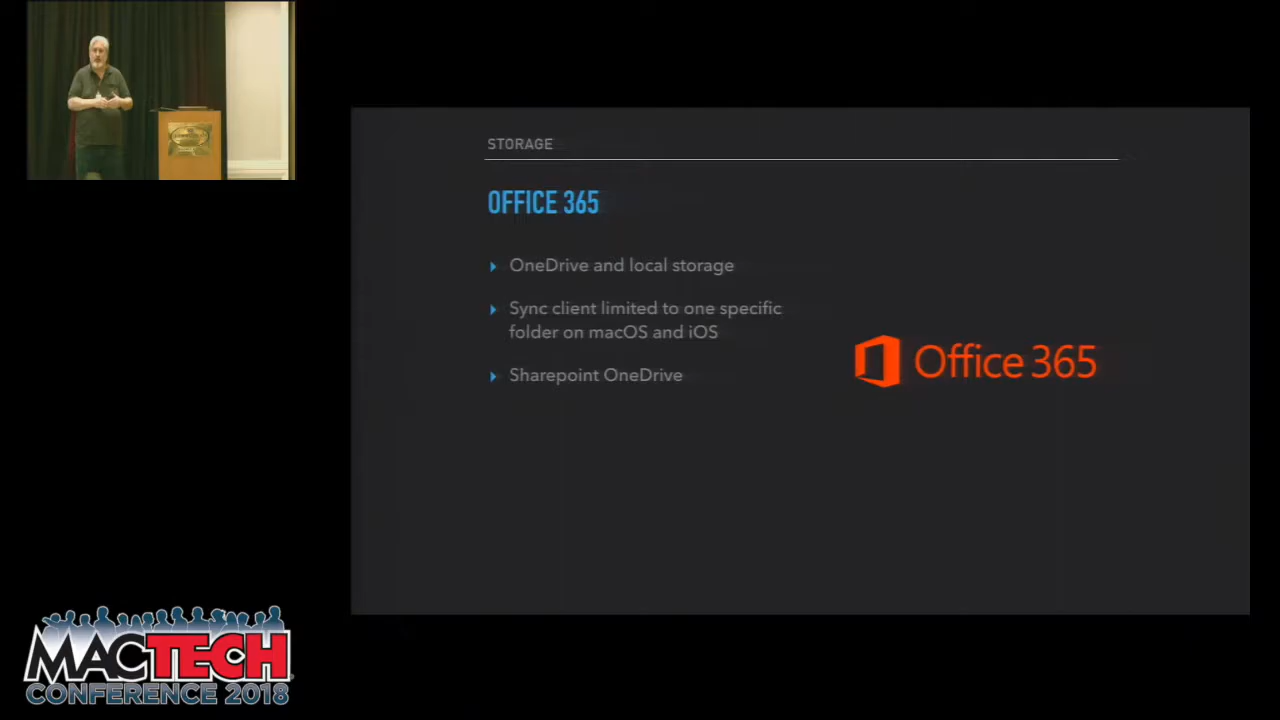 STORAGE
OFFICE 365
OneDrive and local storage
Sync client limited to one specific
folder on macOS and iOS
Sharepoint OneDrive
Office 365
MACTECH
CONFERENCE 2018